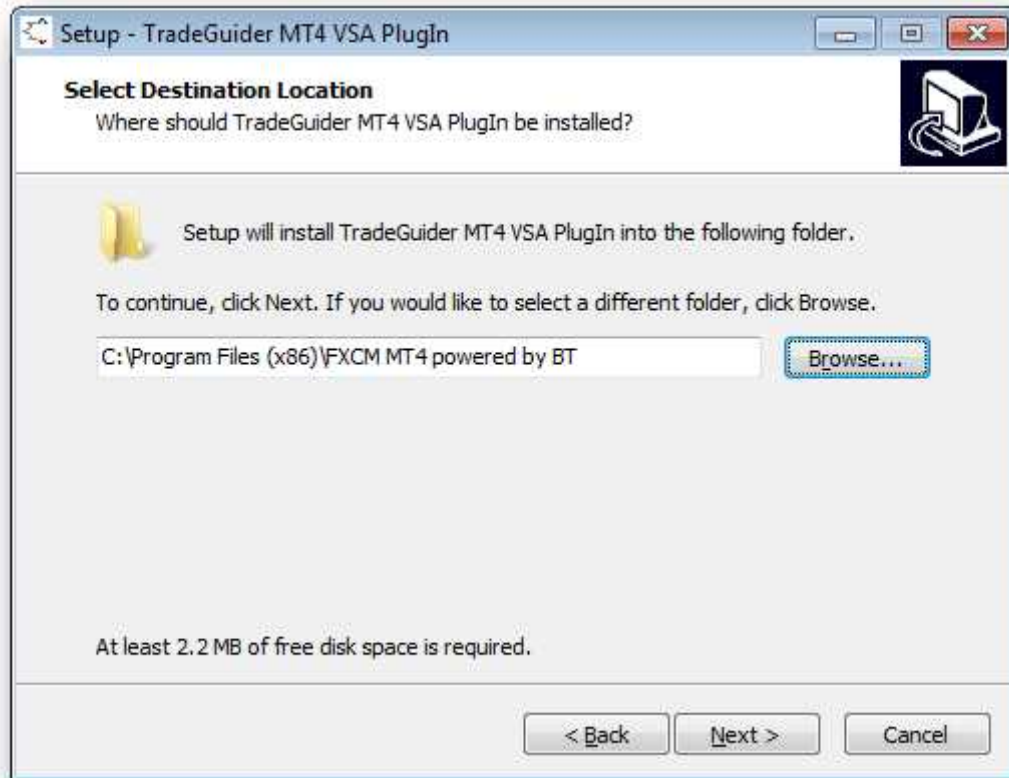 Setup - TradeGuider MT4 VSA PlugIn
Select Destination Location
Where should TradeGuider MT4 VSA PlugIn be installed?
Setup will install TradeGuider MT4 VSA PlugIn into the following folder.
To continue, click Next. If you would like to select a different folder, click Browse.
C:\Program Files (x86)\FXCM MT4 powered by BT
Browse...
At least 2.2 MB of free disk space is required.
< Back
Next >
Cancel